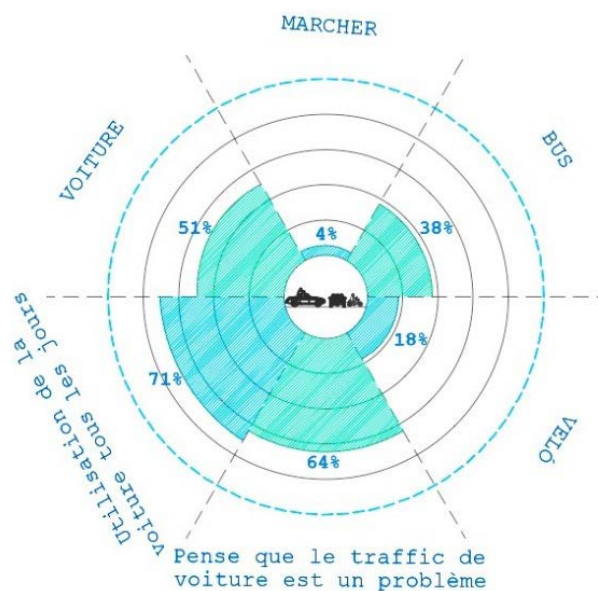 MARCHER
VOITURE
BUS
51%
4%
38%
18%
71%
64%
Utilisation de la
voiture tous les jours
VELÓ
Pense que le traffic de
voiture est un problème